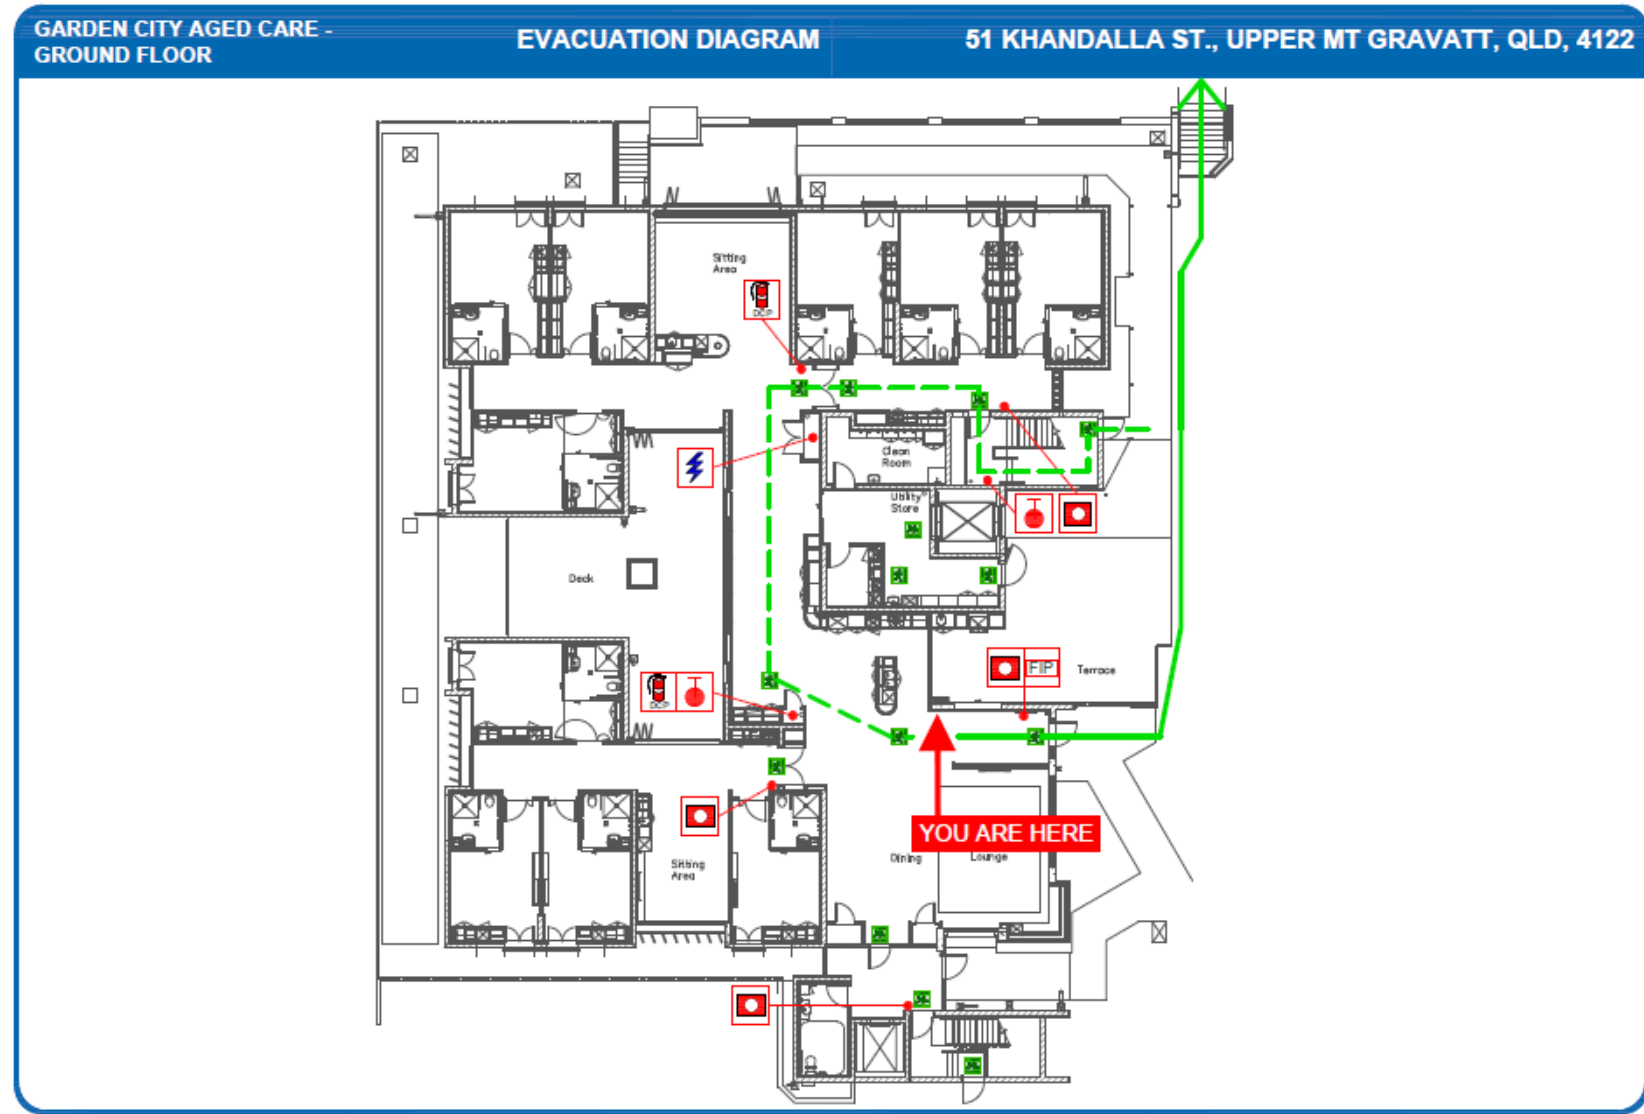 GARDEN CITY AGED CARE -
GROUND FLOOR
EVACUATION DIAGRAM
51 KHANDALLA ST., UPPER MT GRAVATT, QLD, 4122
Sitting
Area
DCP
Clean
Room
Utility
Store
Deck
DCP
FIP
Terrace
YOU ARE HERE
Dining
Lounge
Sitting
Area